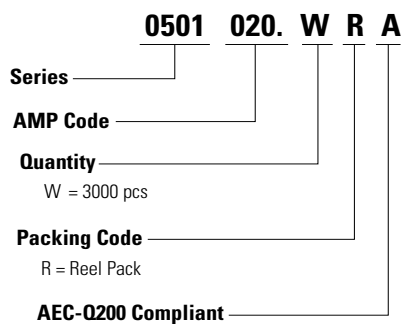 0501 020. W R A
Series
AMP Code
Quantity
W = 3000 pcs
Packing Code
R = Reel Pack
AEC-Q200 Compliant